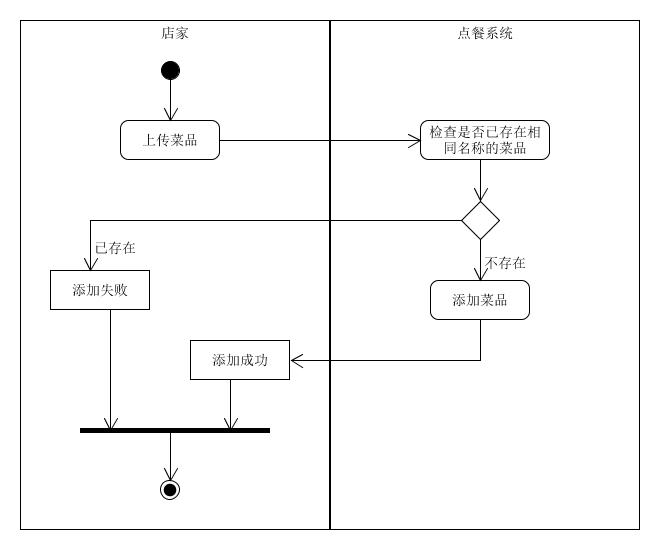 店家
点餐系统
上传菜品
检查是否已存在相
同名称的菜品
已存在
不存在
添加失败
添加菜品
添加成功